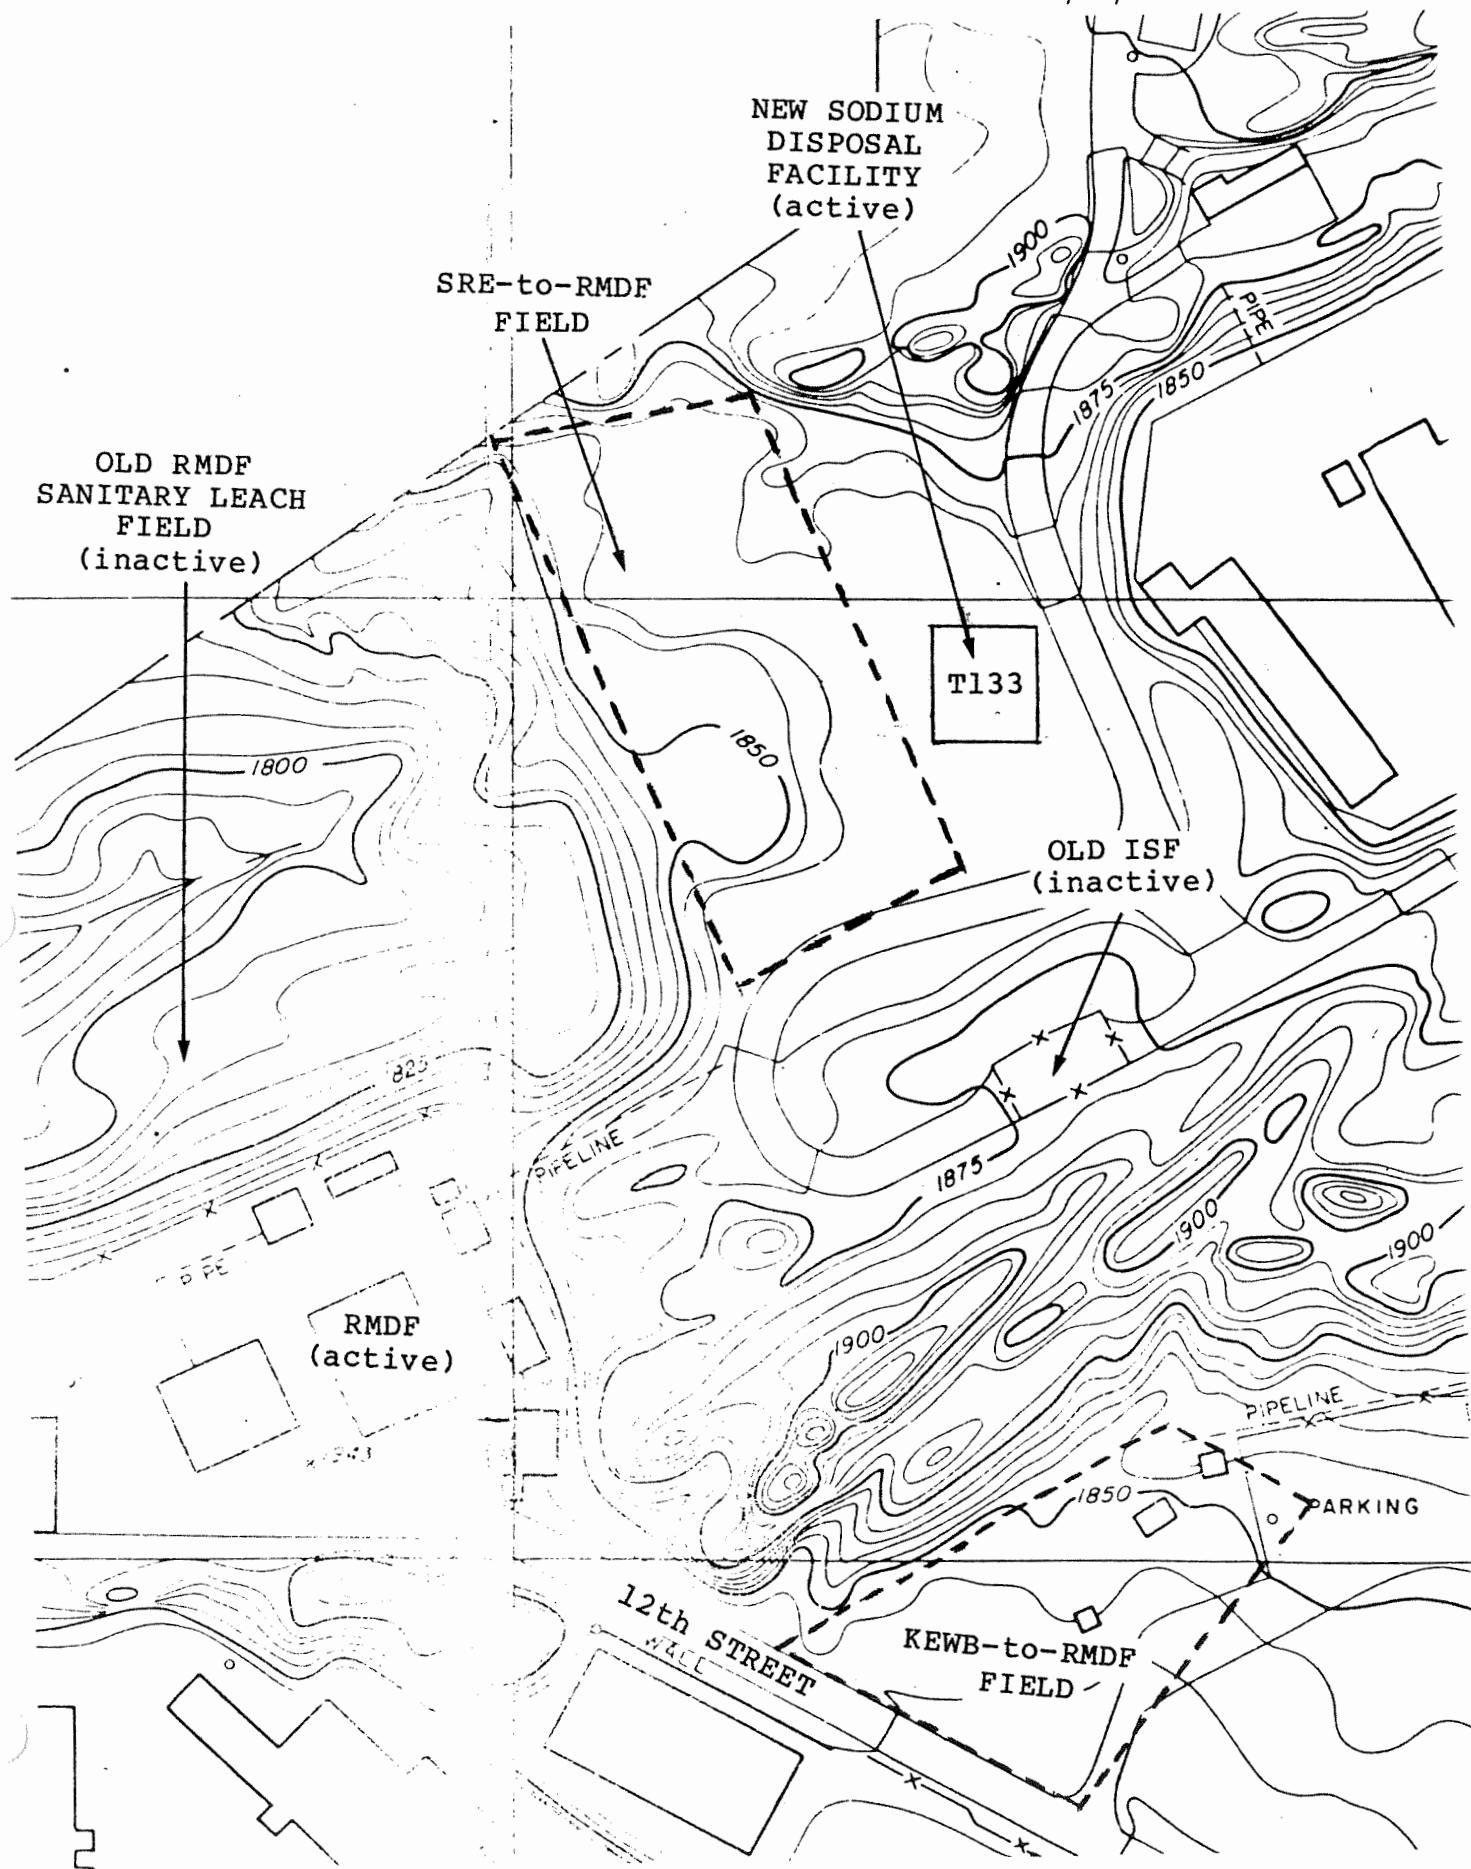 NEW SODIUM
DISPOSAL
FACILITY
(active)
1900
SRE-to-RMDF
FIELD
PIPE
1875
1850
OLD RMDF
SANITARY LEACH
FIELD
(inactive)
T133
1850
1800
OLD ISF
(inactive)
825
PIPELINE
1875
1900
1900
PIPE
RMDF
(active)
1900
PIPELINE
1850
PARKING
12th STREET
WALL
KEWB-to-RMDF
FIELD